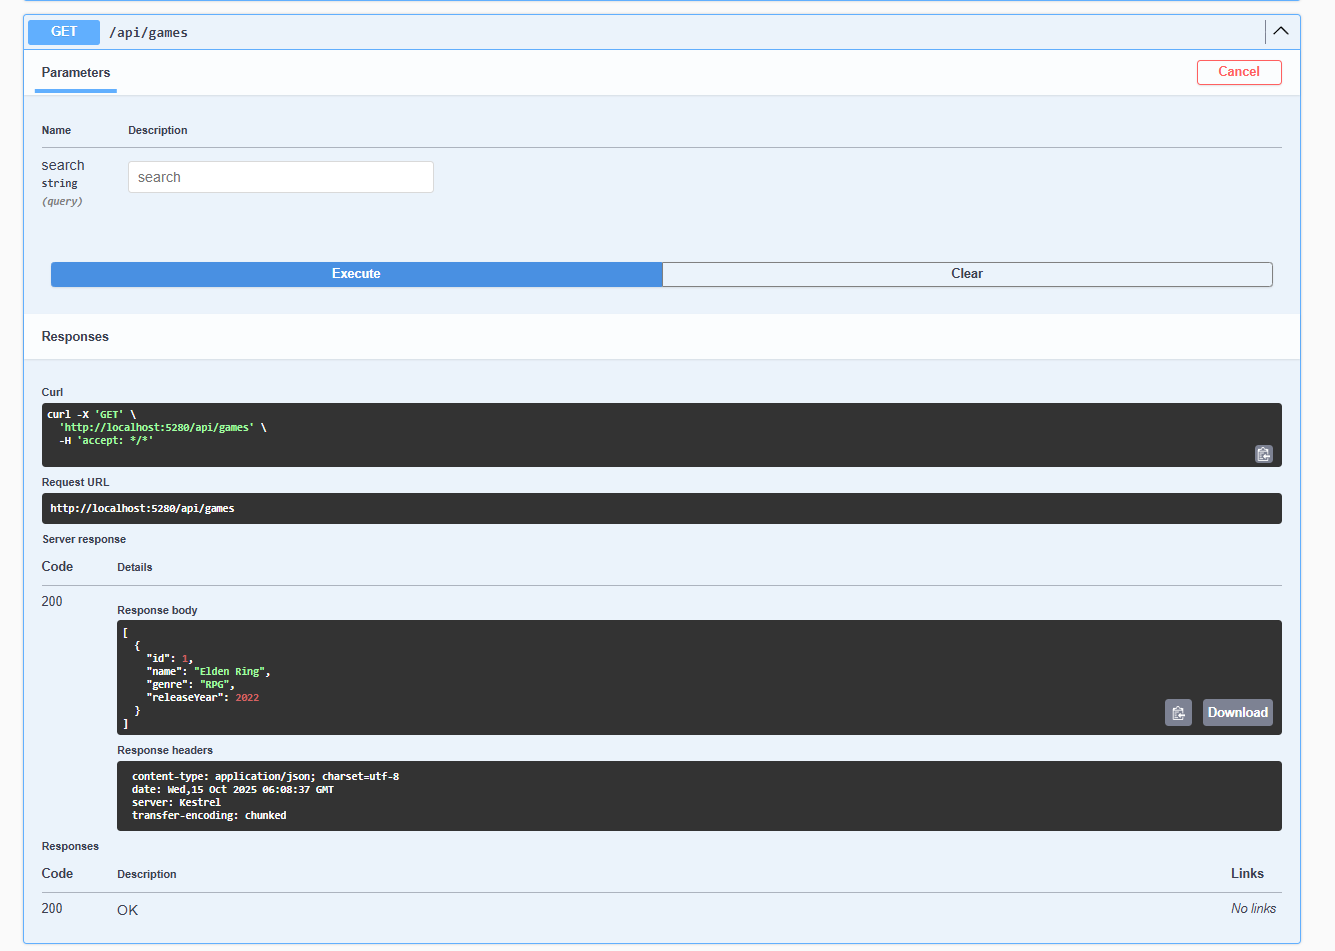 GET /api/games
Parameters
Cancel
Name Description
search
string
(query)
search
Execute Clear
Responses
Curl
curl -X 'GET' \
  'http://localhost:5280/api/games' \
  -H 'accept: */*'
Request URL
http://localhost:5280/api/games
Server response
Code Details
200
Response body
[
  {
    "id": 1,
    "name": "Elden Ring",
    "genre": "RPG",
    "releaseYear": 2022
  }
]
Download
Response headers
content-type: application/json; charset=utf-8
date: Wed,15 Oct 2025 06:08:37 GMT
server: Kestrel
transfer-encoding: chunked
Responses
Code Description Links
200 OK No links